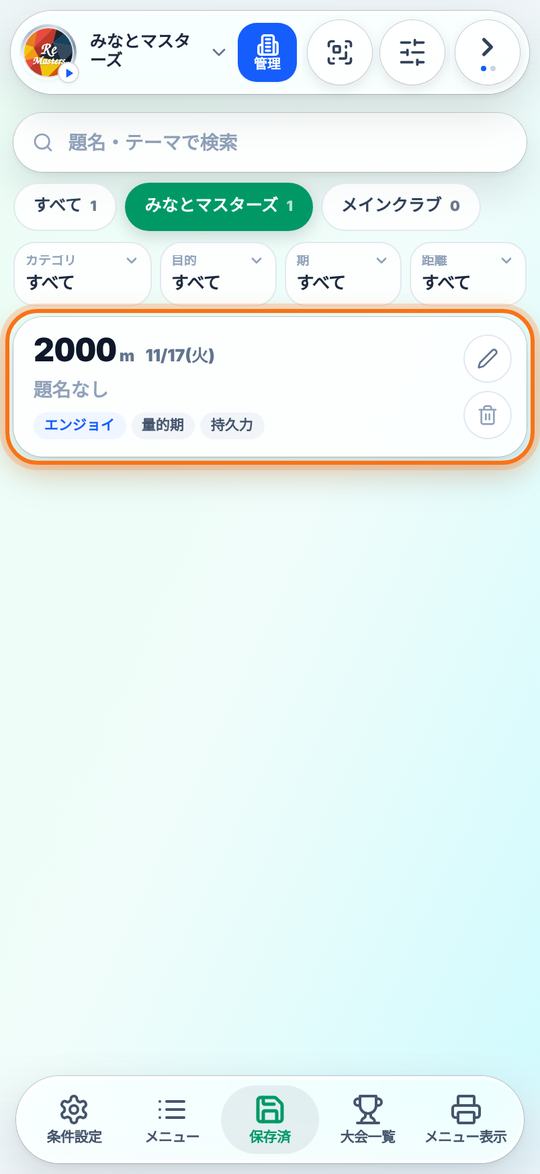 Re
Masters
みなとマスタ
ーズ
管理
題名・テーマで検索
すべて 1
みなとマスターズ 1
メインクラブ 0
カテゴリ
すべて
目的
すべて
期
すべて
距離
すべて
2000m 11/17(火)
題名なし
エンジョイ
量的期
持久力
条件設定
メニュー
保存済
大会一覧
メニュー表示